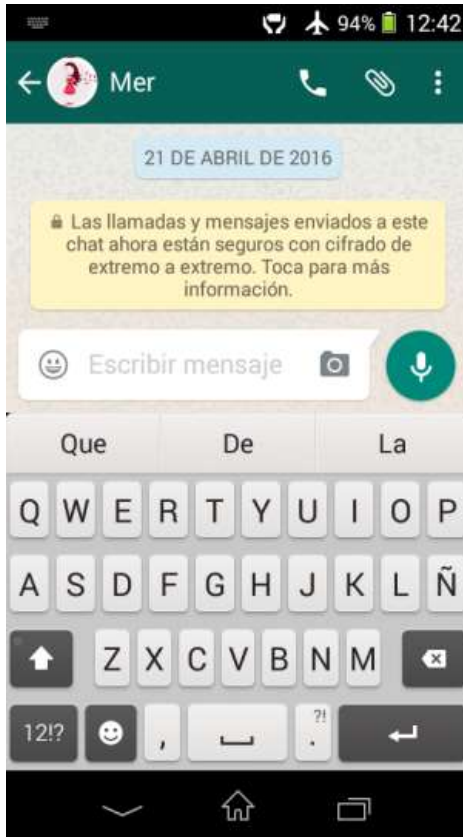 94% 12:42
Mer
21 DE ABRIL DE 2016
Las llamadas y mensajes enviados a este
chat ahora están seguros con cifrado de
extremo a extremo. Toca para más
información.
Escribir mensaje
Que De La
Q W E R T Y U I O P
A S D F G H J K L Ñ
Z X C V B N M
12!? , ?! .